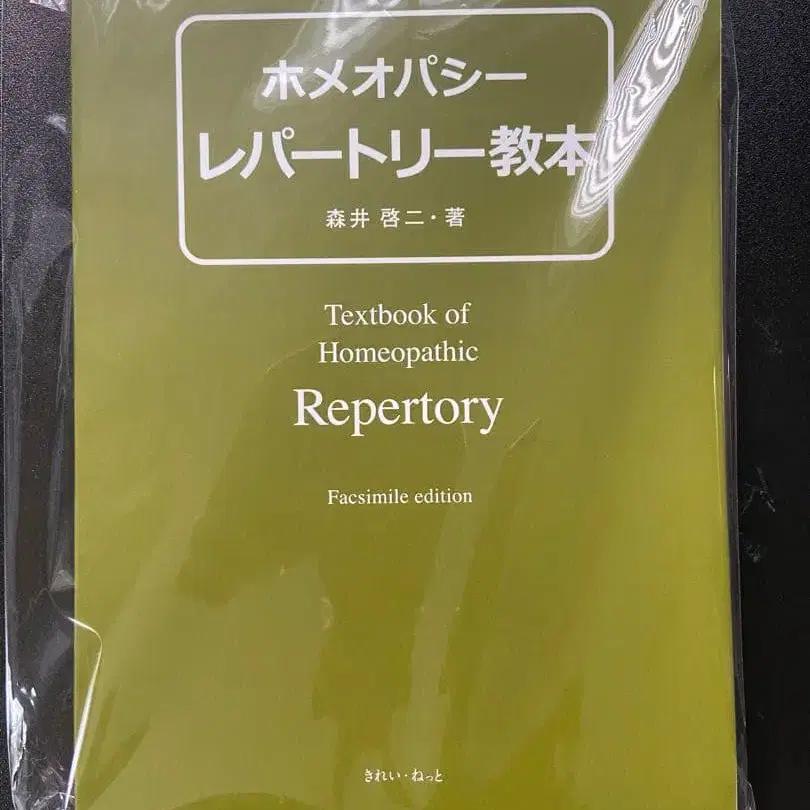 ホメオパシー
レパートリー教本
森井 啓二・著
Textbook of
Homeopathic
Repertory
Facsimile edition
きれい・ねっと